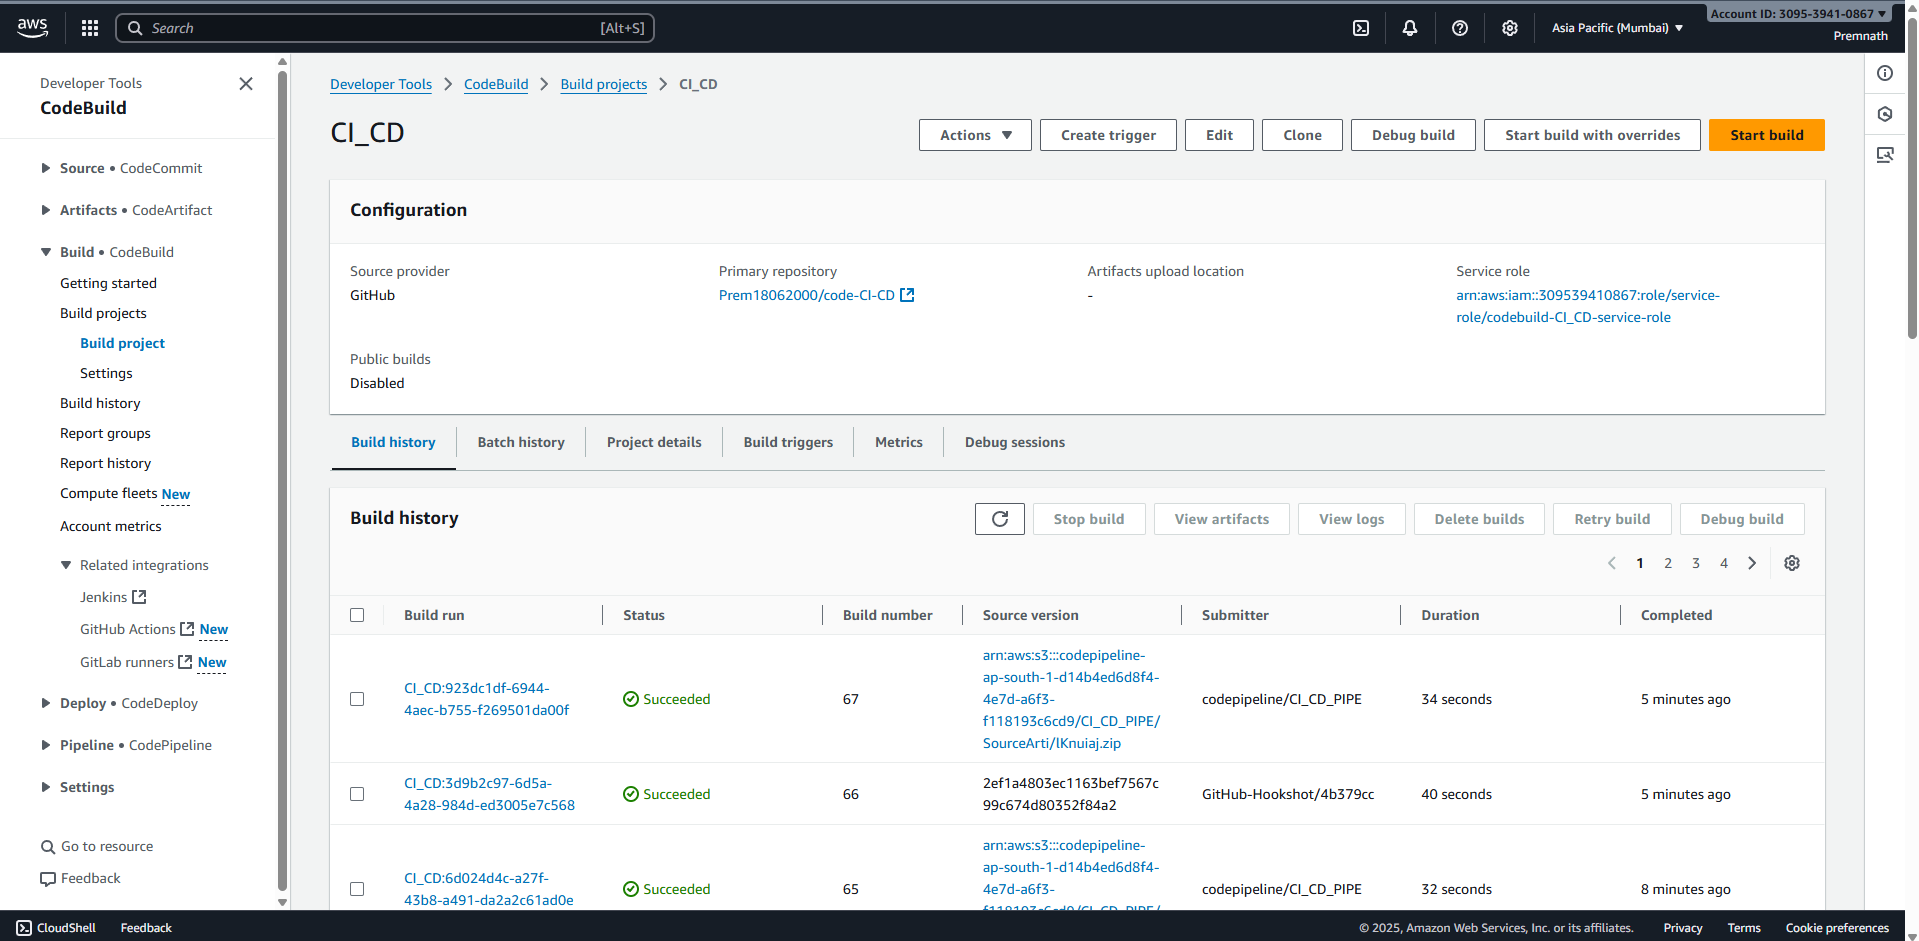 aws
Search
[Alt+S]
Asia Pacific (Mumbai)
Account ID: 3095-3941-0867
Premnath
Developer Tools
CodeBuild
Source • CodeCommit
Artifacts • CodeArtifact
Build • CodeBuild
Getting started
Build projects
Build project
Settings
Build history
Report groups
Report history
Compute fleets New
Account metrics
Related integrations
Jenkins
GitHub Actions New
GitLab runners New
Deploy • CodeDeploy
Pipeline • CodePipeline
Settings
Go to resource
Feedback
Developer Tools > CodeBuild > Build projects > CI_CD
CI_CD
Actions
Create trigger
Edit
Clone
Debug build
Start build with overrides
Start build
Configuration
Source provider
GitHub
Primary repository
Prem18062000/code-CI-CD
Artifacts upload location
-
Service role
arn:aws:iam::309539410867:role/service-
role/codebuild-CI_CD-service-role
Public builds
Disabled
Build history
Batch history
Project details
Build triggers
Metrics
Debug sessions
Build history
Stop build
View artifacts
View logs
Delete builds
Retry build
Debug build
1 2 3 4
Build run
Status
Build number
Source version
Submitter
Duration
Completed
CI_CD:923dc1df-6944-
4aec-b755-f269501da00f
Succeeded
67
arn:aws:s3:::codepipeline-
ap-south-1-d14b4ed6d8f4-
4e7d-a6f3-
f118193c6cd9/CI_CD_PIPE/
SourceArti/lKnuiaj.zip
codepipeline/CI_CD_PIPE
34 seconds
5 minutes ago
CI_CD:3d9b2c97-6d5a-
4a28-984d-ed3005e7c568
Succeeded
66
2ef1a4803ec1163bef7567c
99c674d80352f84a2
GitHub-Hookshot/4b379cc
40 seconds
5 minutes ago
CI_CD:6d024d4c-a27f-
43b8-a491-da2a2c61ad0e
Succeeded
65
arn:aws:s3:::codepipeline-
ap-south-1-d14b4ed6d8f4-
4e7d-a6f3-
f118193c6cd9/CI_CD_PIPE/
codepipeline/CI_CD_PIPE
32 seconds
8 minutes ago
CloudShell
Feedback
© 2025, Amazon Web Services, Inc. or its affiliates.
Privacy
Terms
Cookie preferences